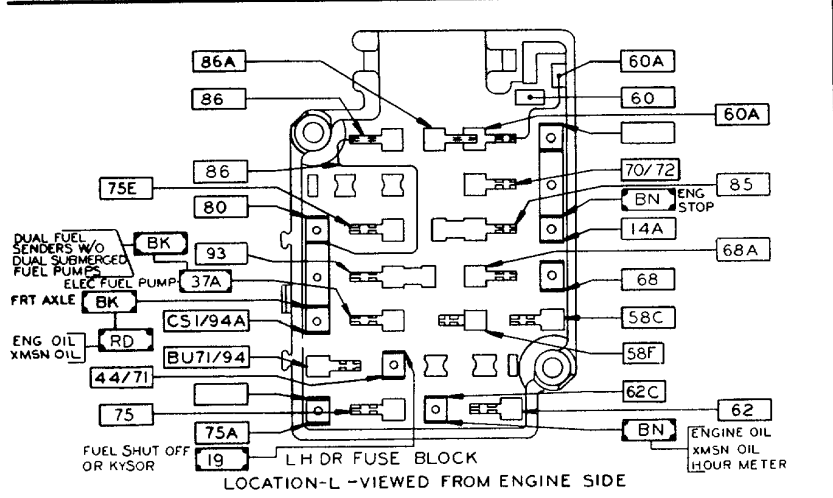 86A
60A
86
60
60A
86
70/72
75E
85
BN
ENG
STOP
80
14A
DUAL FUEL
SENDERS W/O
DUAL SUBMERGED
FUEL PUMPS
BK
93
68A
ELEC FUEL PUMP
37A
68
FRT AXLE
BK
CS1/94A
58C
ENG OIL
XMSN OIL
RD
BU71/94
58F
44/71
62C
75
75A
62
BN
ENGINE OIL
XMSN OIL
HOUR METER
FUEL SHUT OFF
OR KYSOR
19
LH DR FUSE BLOCK
LOCATION-L-VIEWED FROM ENGINE SIDE